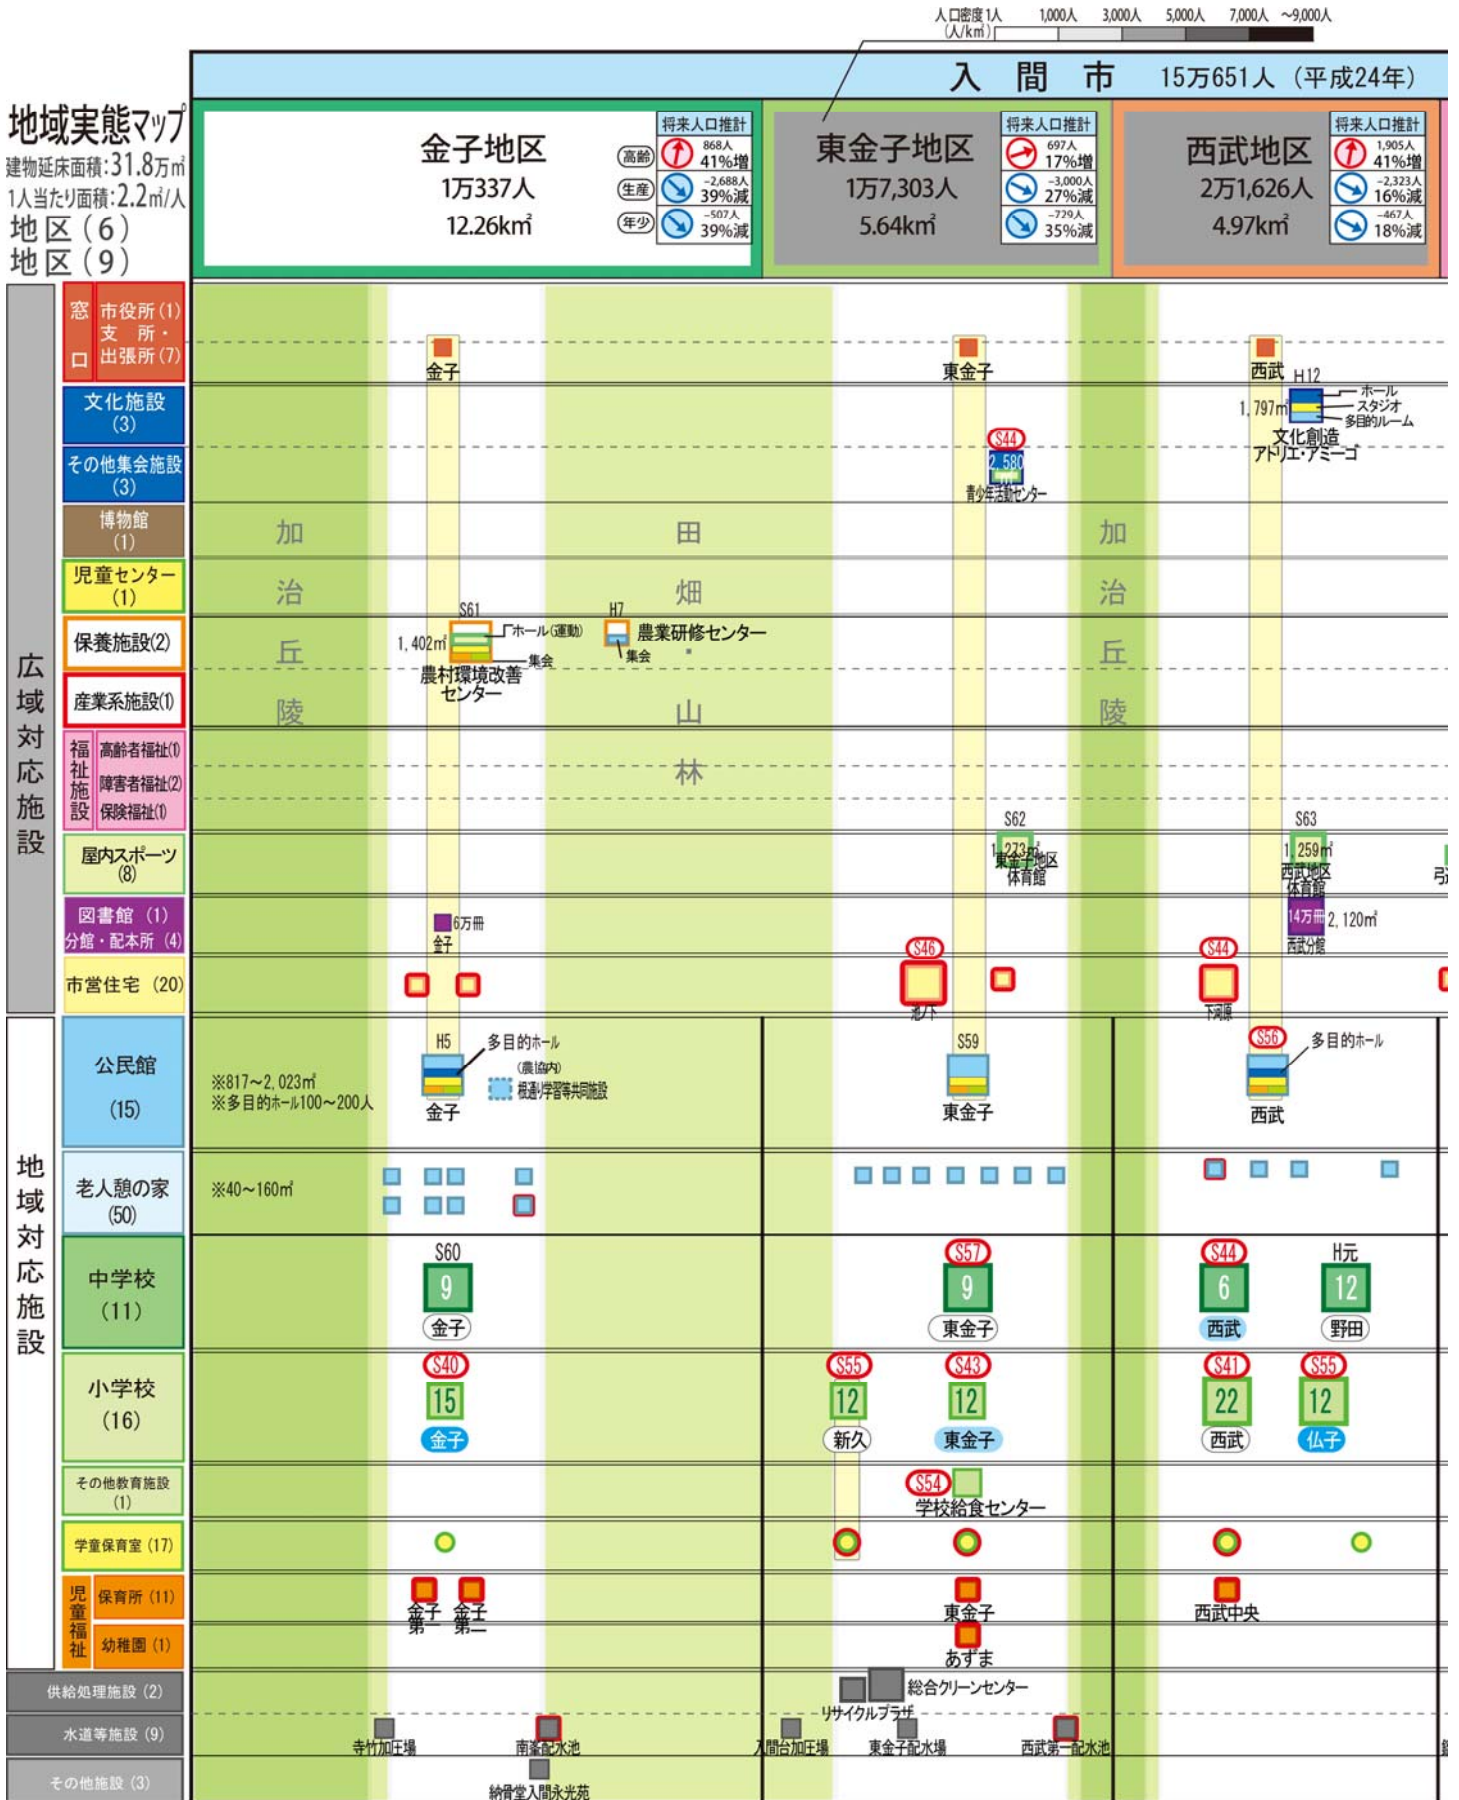 人口密度 1人 1,000人 3,000人 5,000人 7,000人 ～9,000人
(人/k㎡)
入間市 15万651人（平成24年）
地域実態マップ
建物延床面積:31.8万㎡
1人当たり面積:2.2㎡/人
地区(6)
地区(9)
金子地区
1万337人
12.26k㎡
将来人口推計
高齢 868人 41%増
生産 -2,688人 39%減
年少 -507人 39%減
東金子地区
1万7,303人
5.64k㎡
将来人口推計
697人 17%増
-3,000人 27%減
-729人 35%減
西武地区
2万1,626人
4.97k㎡
将来人口推計
1,905人 41%増
-2,323人 16%減
-467人 18%減
広域対応施設
窓口
市役所(1)
支所・
出張所(7)
金子
東金子
西武
文化施設
(3)
H12
1,797㎡
ホール
スタジオ
多目的ルーム
文化創造
アトリエ・アミーゴ
その他集会施設
(3)
S44
2,580
青少年活動センター
博物館
(1)
加治丘陵
田畑・山林
加治丘陵
児童センター
(1)
保養施設(2)
S61
1,402㎡
ホール(運動)
集会
農村環境改善
センター
H7
農業研修センター
集会
産業系施設(1)
福祉施設
高齢者福祉(1)
障害者福祉(2)
保険福祉(1)
屋内スポーツ
(8)
S62
1,273㎡
東金子地区
体育館
S63
1,259㎡
西武地区
体育館
弓
図書館（1）
分館・配本所（4）
6万冊
金子
14万冊 2,120㎡
西武分館
市営住宅（20）
S46
池ノ下
S44
下河原
地域対応施設
公民館
(15)
※817～2,023㎡
※多目的ホール100～200人
H5
多目的ホール
(農協内)
根通り学習等共同施設
金子
S59
東金子
S56
多目的ホール
西武
老人憩の家
(50)
※40～160㎡
中学校
(11)
S60
9
金子
S57
9
東金子
S44
6
西武
H元
12
野田
小学校
(16)
S40
15
金子
S55
12
新久
S43
12
東金子
S41
22
西武
S55
12
仏子
その他教育施設
(1)
S54
学校給食センター
学童保育室(17)
児童福祉
保育所(11)
金子
第一
金子
第二
東金子
西武中央
幼稚園(1)
あずま
供給処理施設(2)
総合クリーンセンター
リサイクルプラザ
水道等施設(9)
寺竹加圧場
南峯配水池
入間台加圧場
東金子配水場
西武第一配水池
その他施設(3)
納骨堂入間永光苑